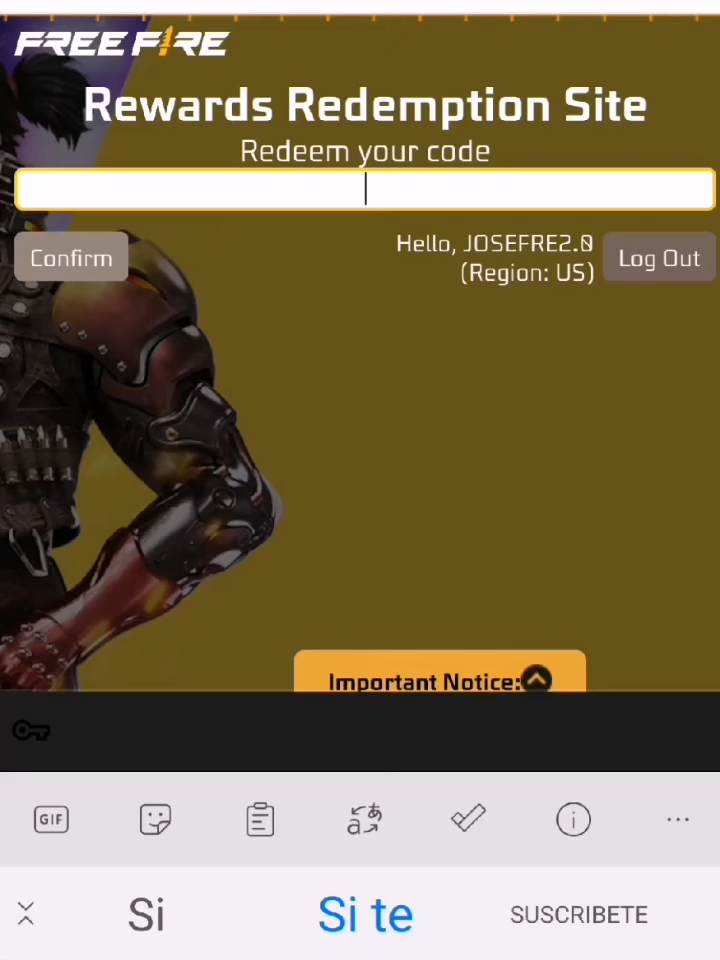 FREE FIRE
Rewards Redemption Site
Redeem your code
Confirm
Hello, JOSEFRE2.0
(Region: US)
Log Out
Important Notice:
GIF
Si
Si te
SUSCRIBETE